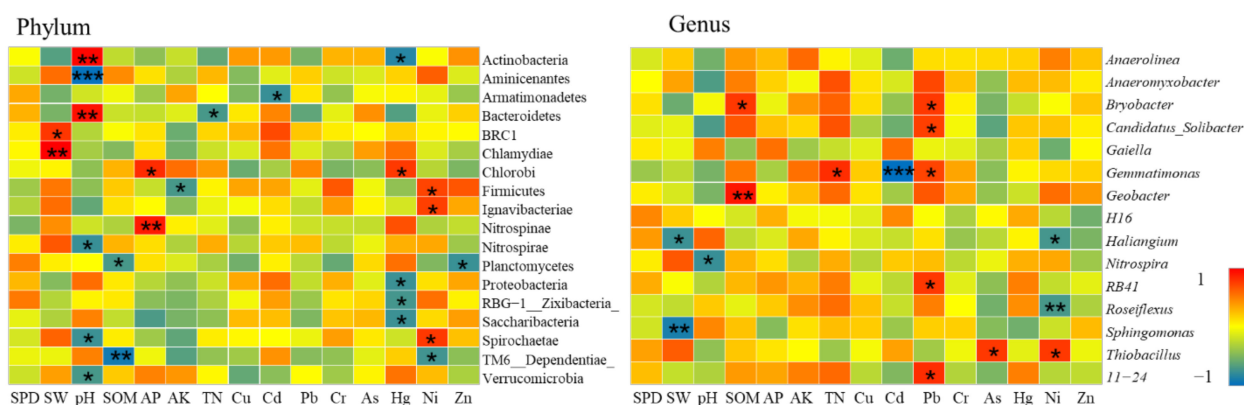 Phylum
Genus
Actinobacteria
Aminicenantes
Armatimonadetes
Bacteroidetes
BRC1
Chlamydiae
Chlorobi
Firmicutes
Ignavibacteriae
Nitrospinae
Nitrospirae
Planctomycetes
Proteobacteria
RBG-1__Zixibacteria_
Saccharibacteria
Spirochaetae
TM6__Dependentiae_
Verrucomicrobia
SPD SW pH SOM AP AK TN Cu Cd Pb Cr As Hg Ni Zn
Anaerolinea
Anaeromyxobacter
Bryobacter
Candidatus_Solibacter
Gaiella
Gemmatimonas
Geobacter
H16
Haliangium
Nitrospira
RB41
Roseiflexus
Sphingomonas
Thiobacillus
11-24
SPD SW pH SOM AP AK TN Cu Cd Pb Cr As Hg Ni Zn
1
-1